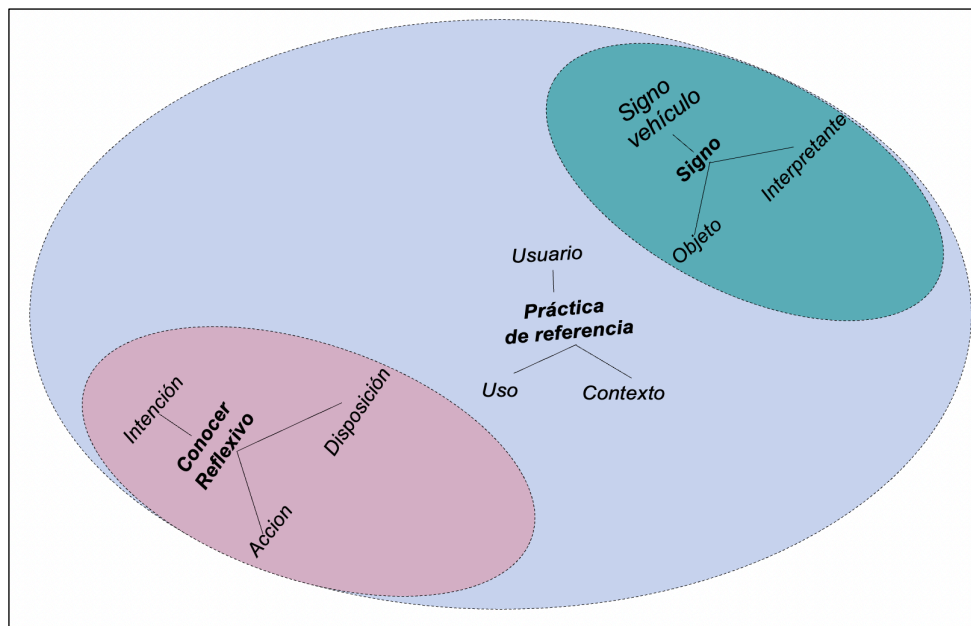 Signo
vehículo
Signo
Interpretante
Objeto
Usuario
Práctica
de referencia
Uso
Contexto
Intención
Conocer
Reflexivo
Disposición
Accion